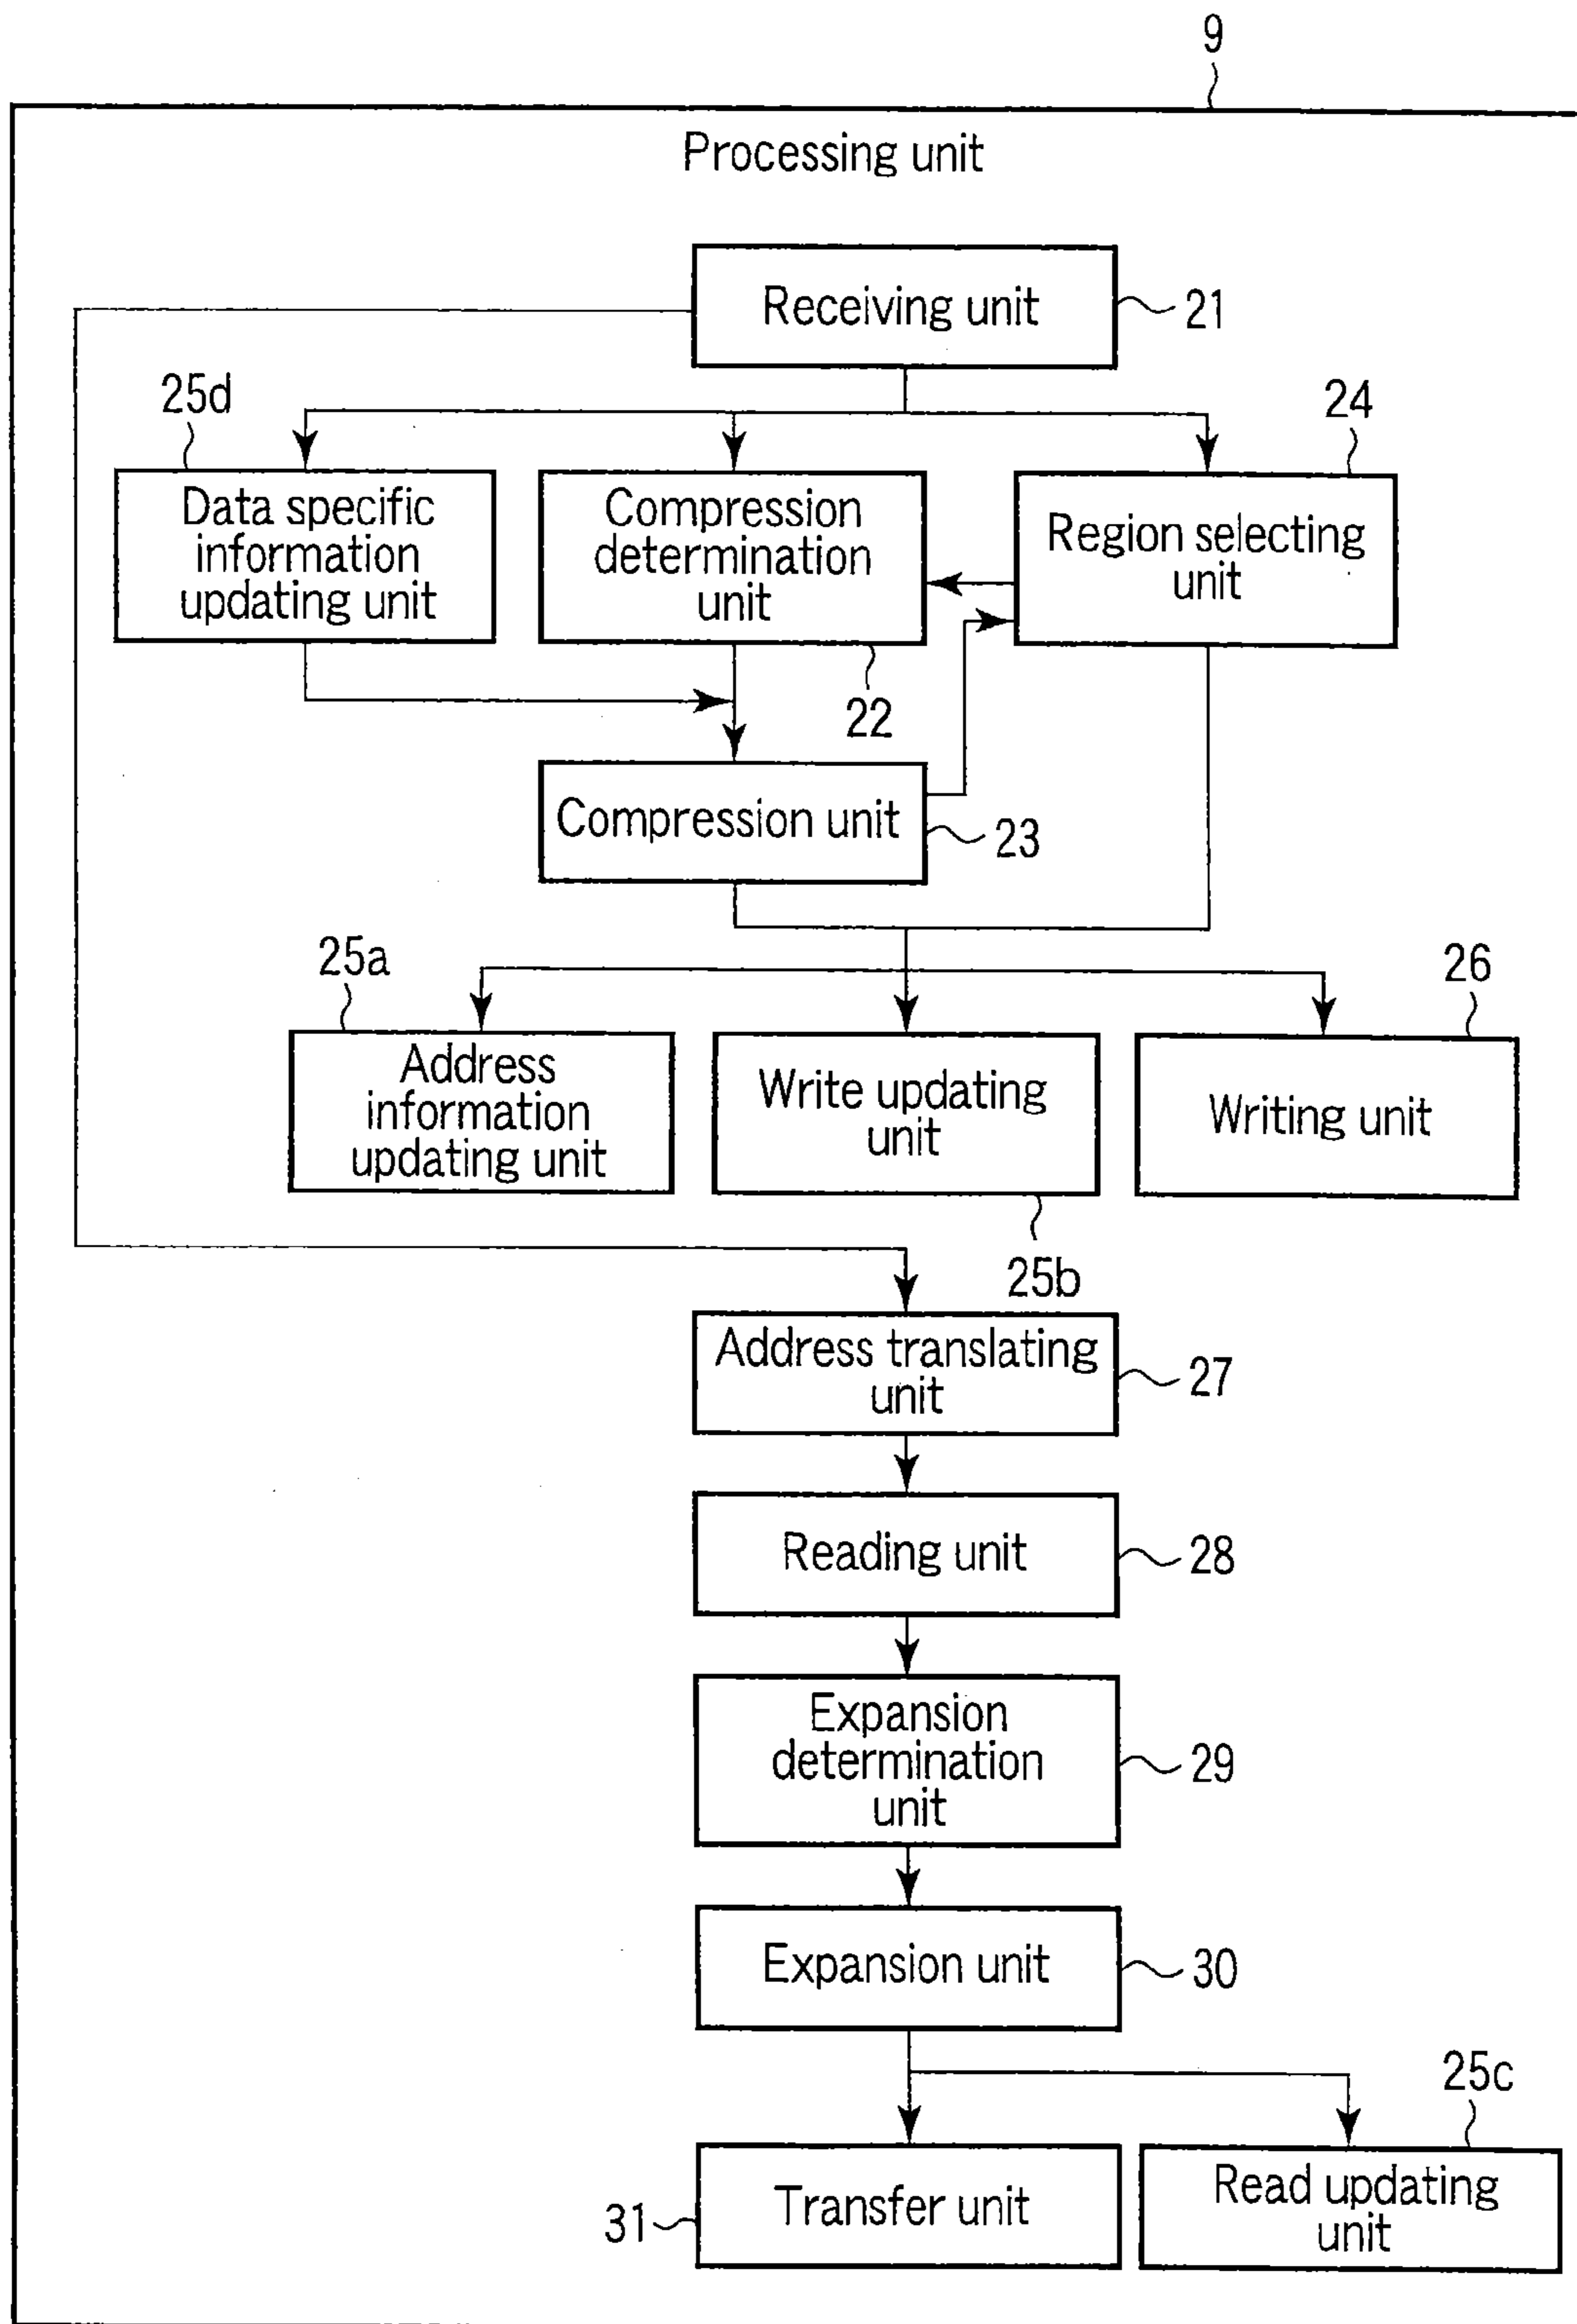 9
Processing unit
Receiving unit
21
25d
24
Data specific
information
updating unit
Compression
determination
unit
Region selecting
unit
22
Compression unit
23
25a
26
Address
information
updating unit
Write updating
unit
Writing unit
25b
Address translating
unit
27
Reading unit
28
Expansion
determination
unit
29
Expansion unit
30
25c
31
Transfer unit
Read updating
unit